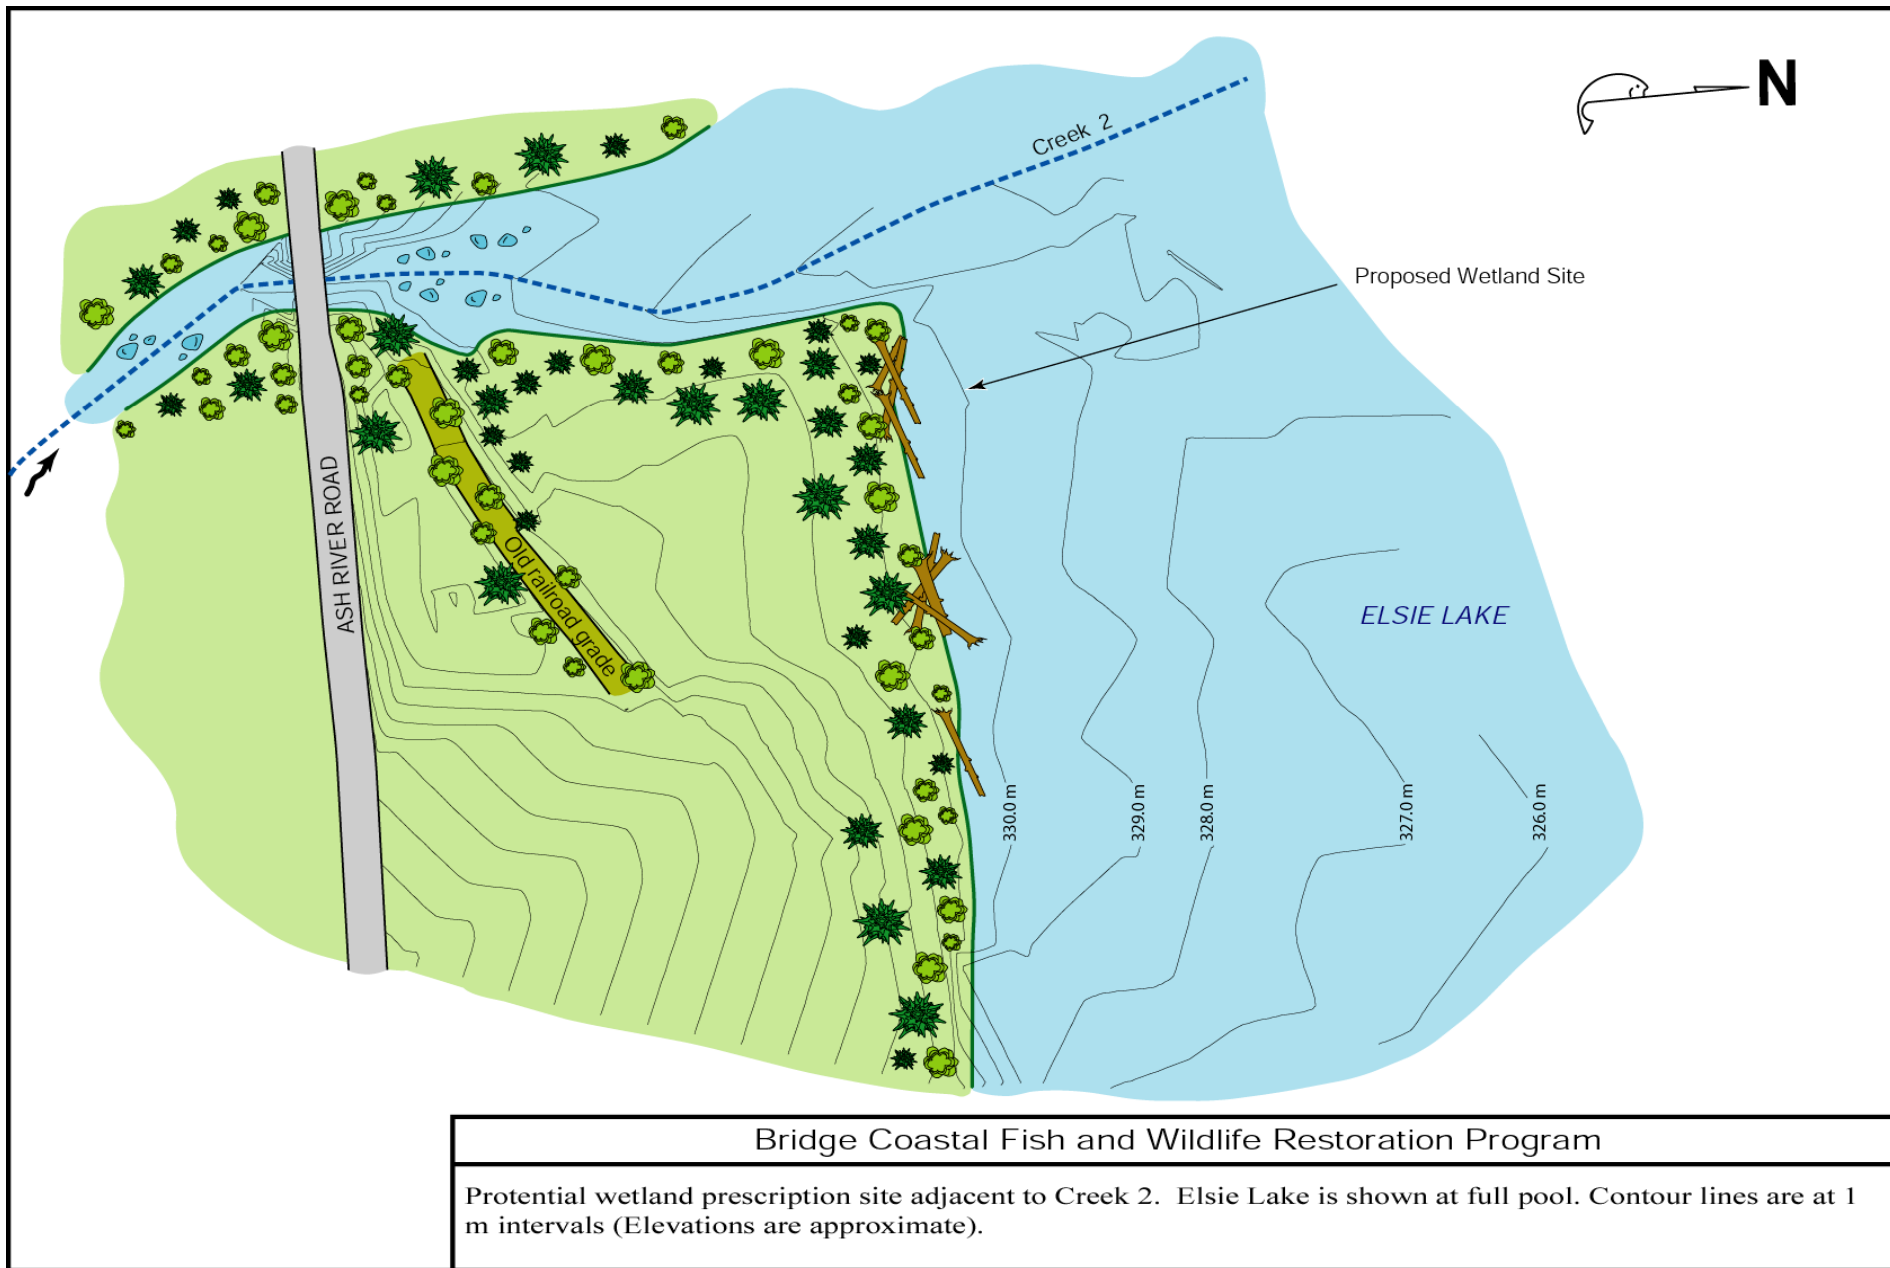 N
Creek 2
Proposed Wetland Site
ASH RIVER ROAD
Old railroad grade
ELSIE LAKE
330.0 m
329.0 m
328.0 m
327.0 m
326.0 m
Bridge Coastal Fish and Wildlife Restoration Program
Protential wetland prescription site adjacent to Creek 2. Elsie Lake is shown at full pool. Contour lines are at 1
m intervals (Elevations are approximate).